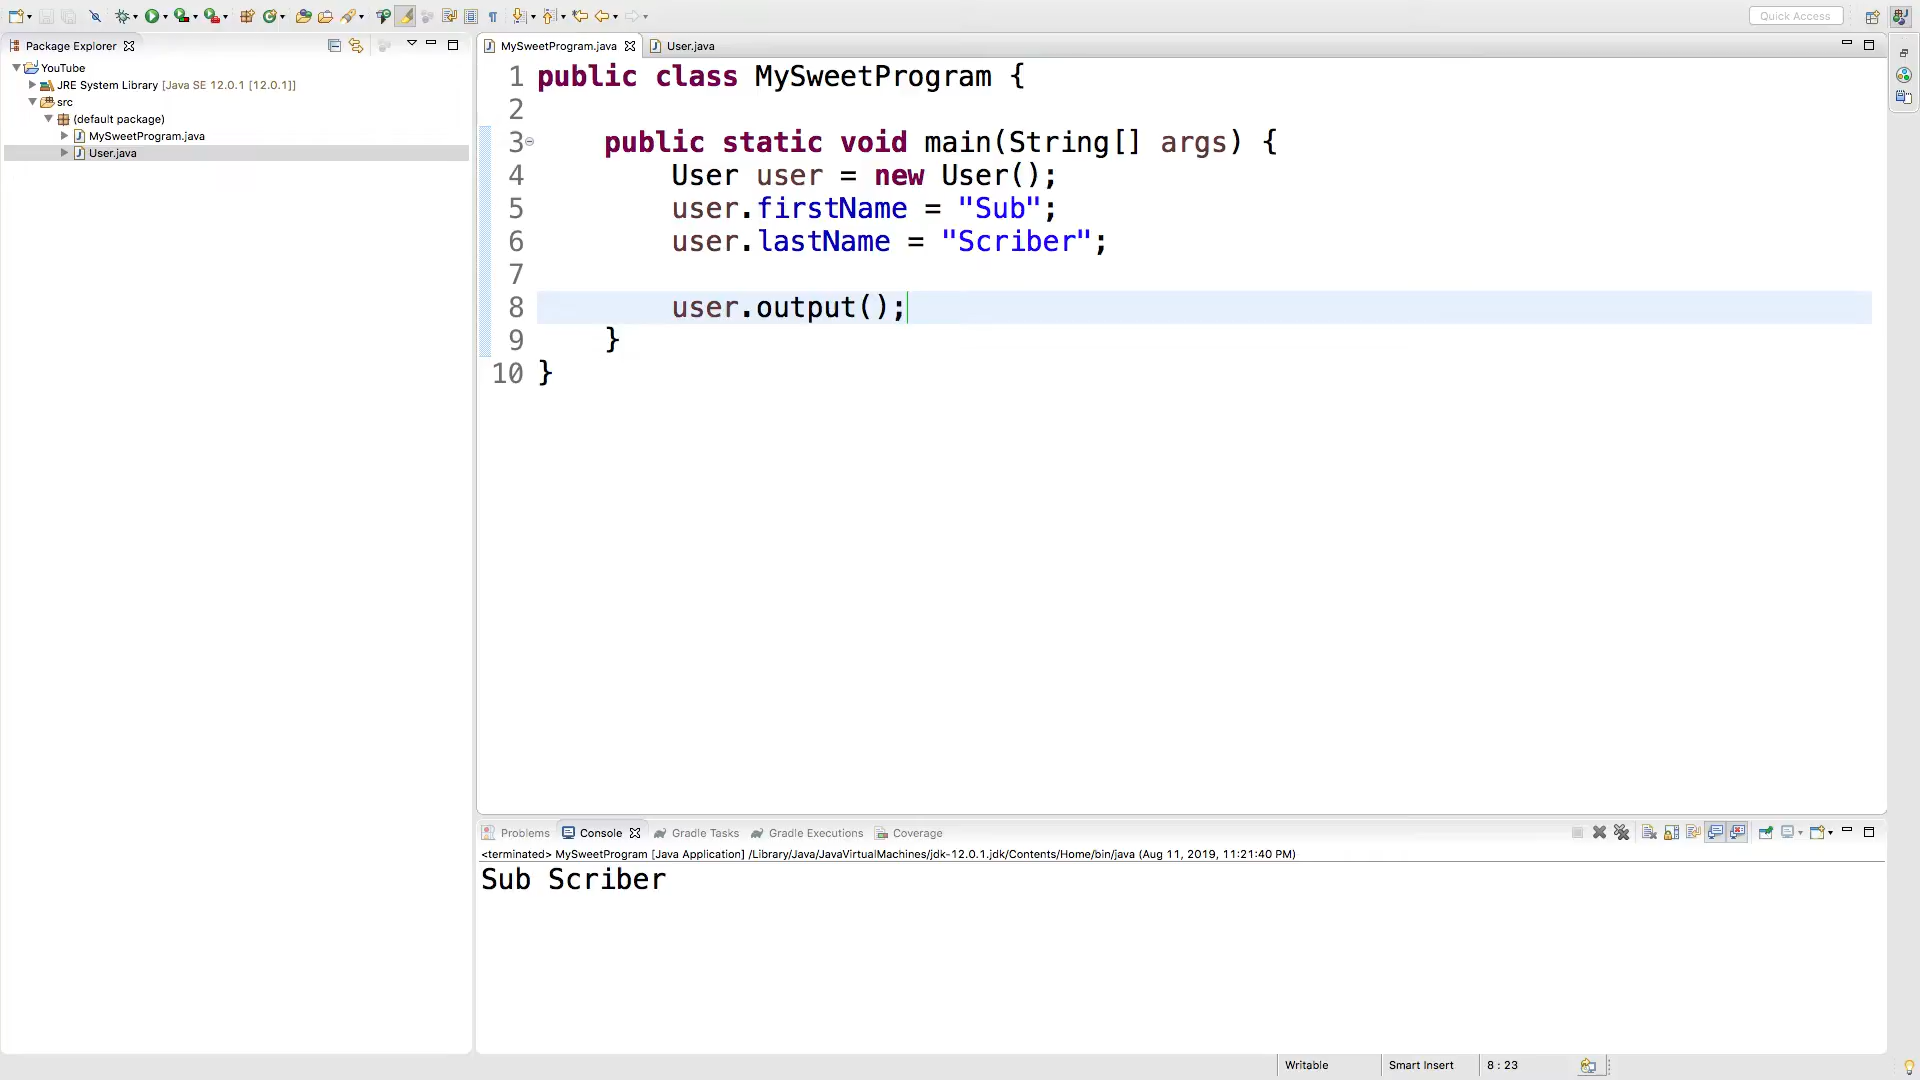 Quick Access
Package Explorer
YouTube
JRE System Library [Java SE 12.0.1 [12.0.1]]
src
(default package)
MySweetProgram.java
User.java
MySweetProgram.java
User.java
1 public class MySweetProgram {
2
3 public static void main(String[] args) {
4 User user = new User();
5 user.firstName = "Sub";
6 user.lastName = "Scriber";
7
8 user.output();
9 }
10 }
Problems
Console
Gradle Tasks
Gradle Executions
Coverage
<terminated> MySweetProgram [Java Application] /Library/Java/JavaVirtualMachines/jdk-12.0.1.jdk/Contents/Home/bin/java (Aug 11, 2019, 11:21:40 PM)
Sub Scriber
Writable
Smart Insert
8 : 23